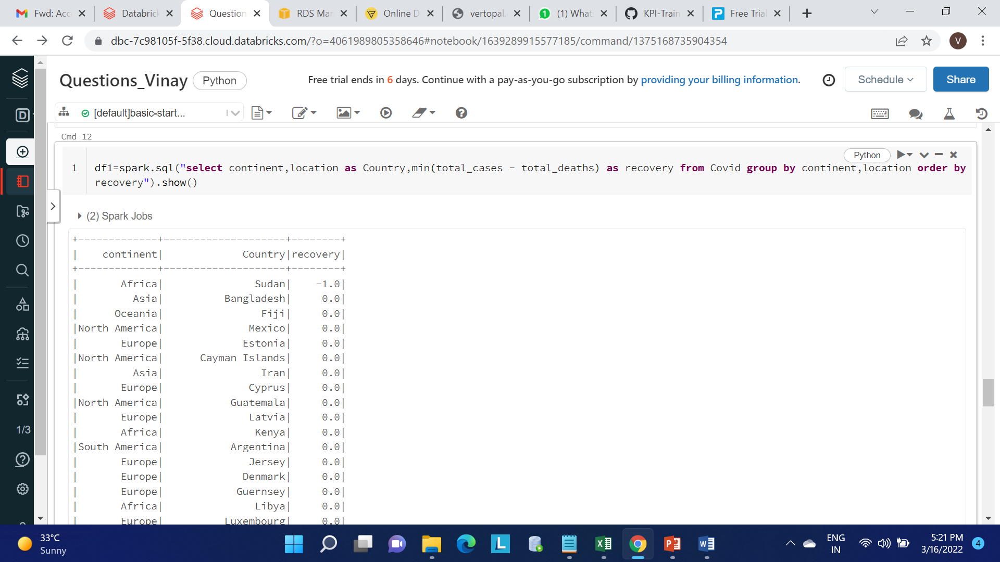 Fwd: Acc
Databrick
Question
RDS Mar
Online D
vertopal.
(1) Whats
KPI-Train
Free Trial
dbc-7c98105f-5f38.cloud.databricks.com/?o=4061989805358646#notebook/1639289915577185/command/1375168735904354
V
Questions_Vinay
Python
Free trial ends in 6 days. Continue with a pay-as-you-go subscription by providing your billing information.
Schedule
Share
[default]basic-start...
Cmd 12
Python
1 df1=spark.sql("select continent,location as Country,min(total_cases - total_deaths) as recovery from Covid group by continent,location order by
recovery").show()
(2) Spark Jobs
+-------------+--------------------+--------+
|    continent|             Country|recovery|
+-------------+--------------------+--------+
|       Africa|               Sudan|    -1.0|
|         Asia|          Bangladesh|     0.0|
|      Oceania|                Fiji|     0.0|
|North America|              Mexico|     0.0|
|       Europe|             Estonia|     0.0|
|North America|      Cayman Islands|     0.0|
|         Asia|                Iran|     0.0|
|       Europe|              Cyprus|     0.0|
|North America|           Guatemala|     0.0|
|       Europe|              Latvia|     0.0|
|       Africa|               Kenya|     0.0|
|South America|           Argentina|     0.0|
|       Europe|              Jersey|     0.0|
|       Europe|             Denmark|     0.0|
|       Europe|            Guernsey|     0.0|
|       Africa|               Libya|     0.0|
|       Europe|          Luxembourg|     0.0|
D
1/3
33°C
Sunny
ENG
IN
5:21 PM
3/16/2022
4